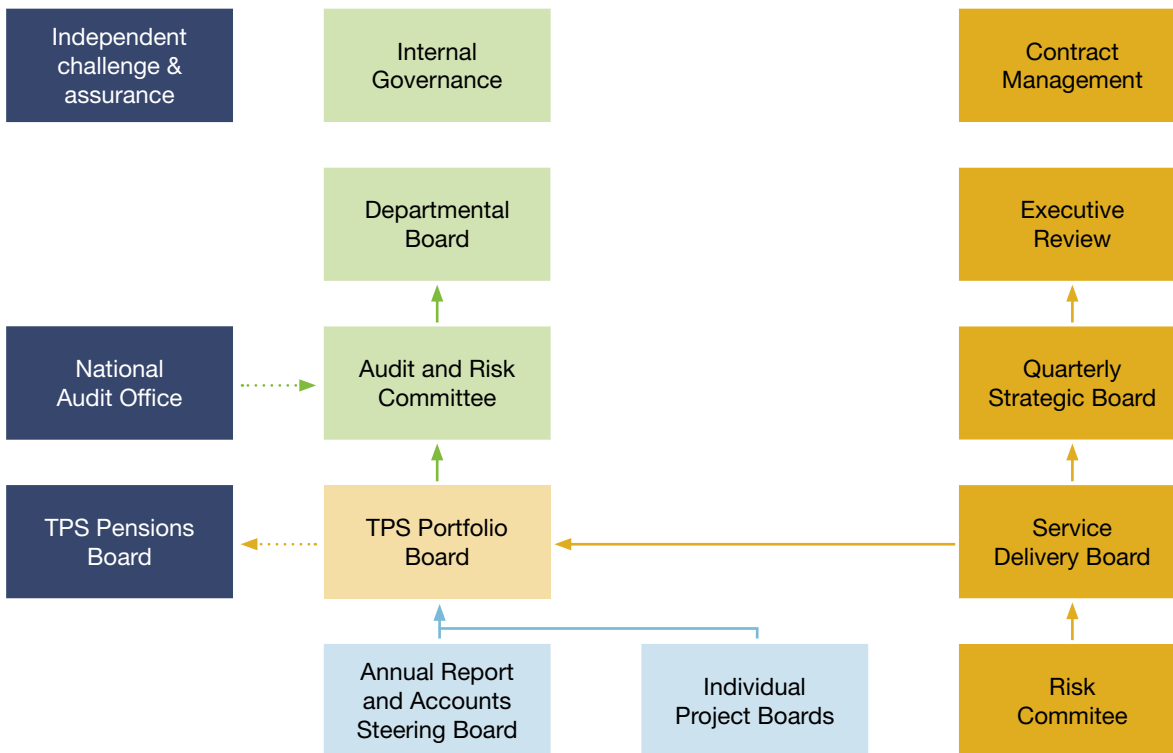 Independent
challenge &
assurance
Internal
Governance
Contract
Management
Departmental
Board
Executive
Review
National
Audit Office
Audit and Risk
Committee
Quarterly
Strategic Board
TPS Pensions
Board
TPS Portfolio
Board
Service
Delivery Board
Annual Report
and Accounts
Steering Board
Individual
Project Boards
Risk
Commitee